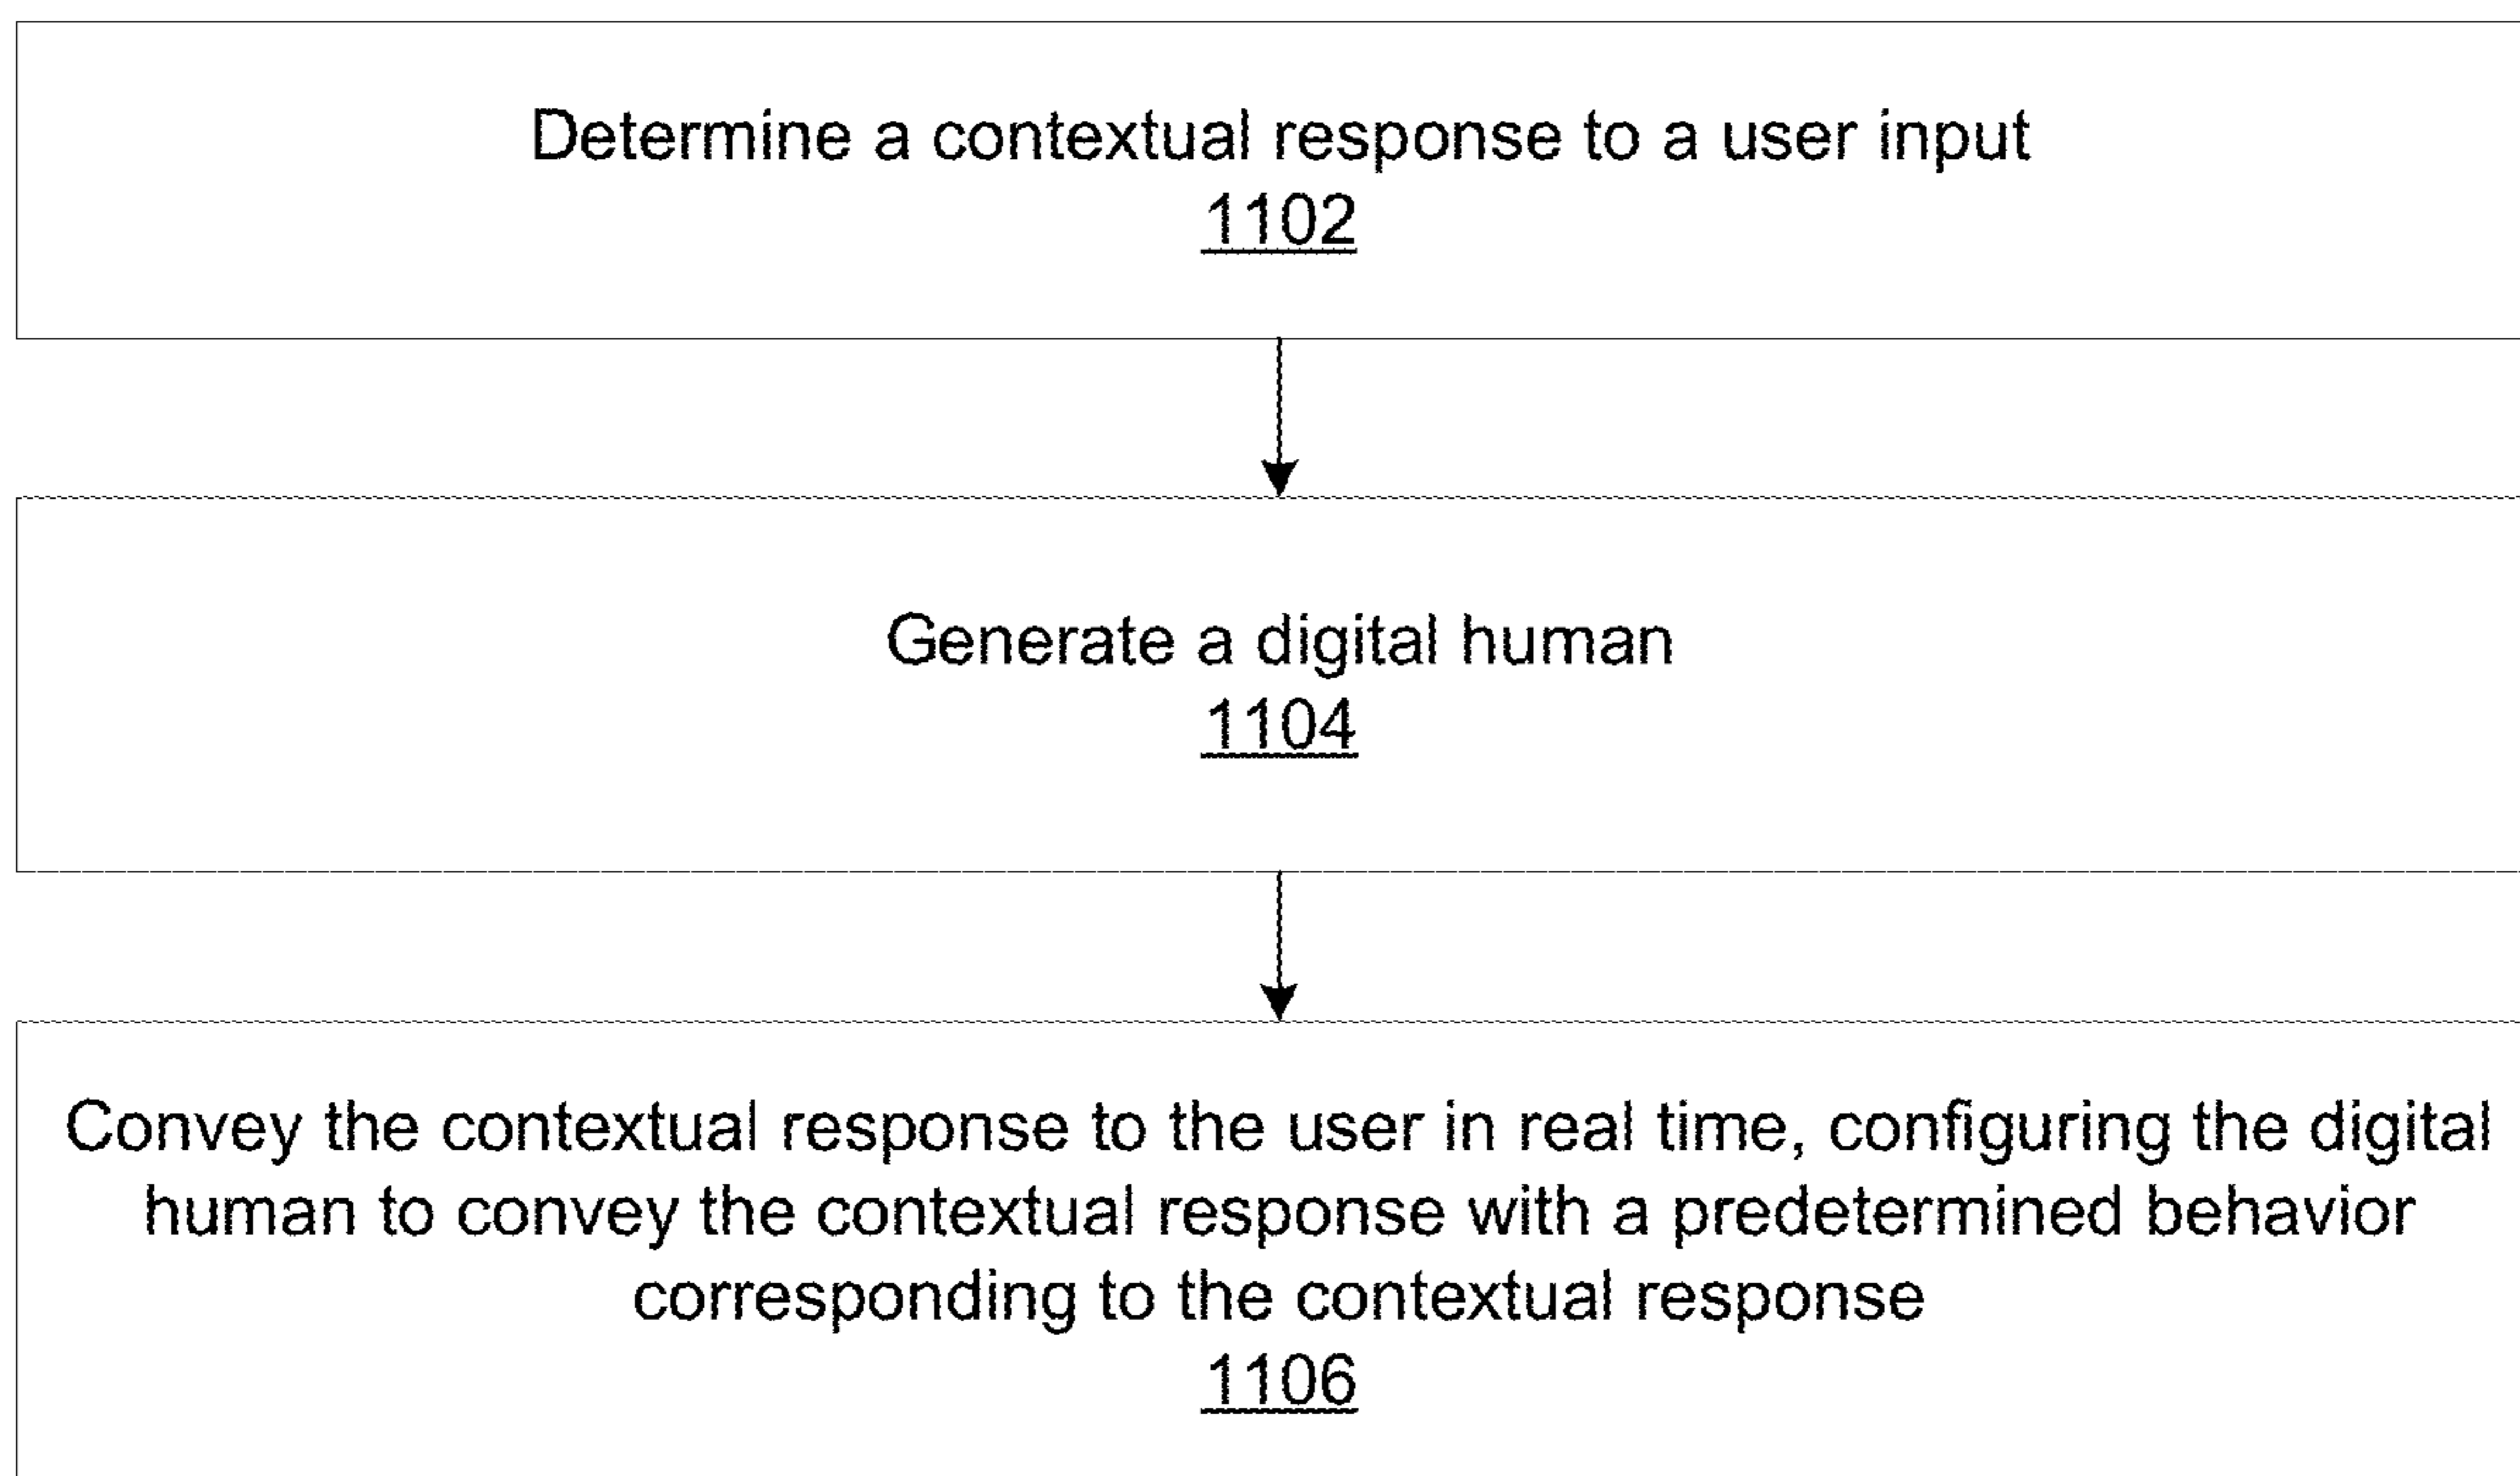 Determine a contextual response to a user input
1102
Generate a digital human
1104
Convey the contextual response to the user in real time, configuring the digital
human to convey the contextual response with a predetermined behavior
corresponding to the contextual response
1106